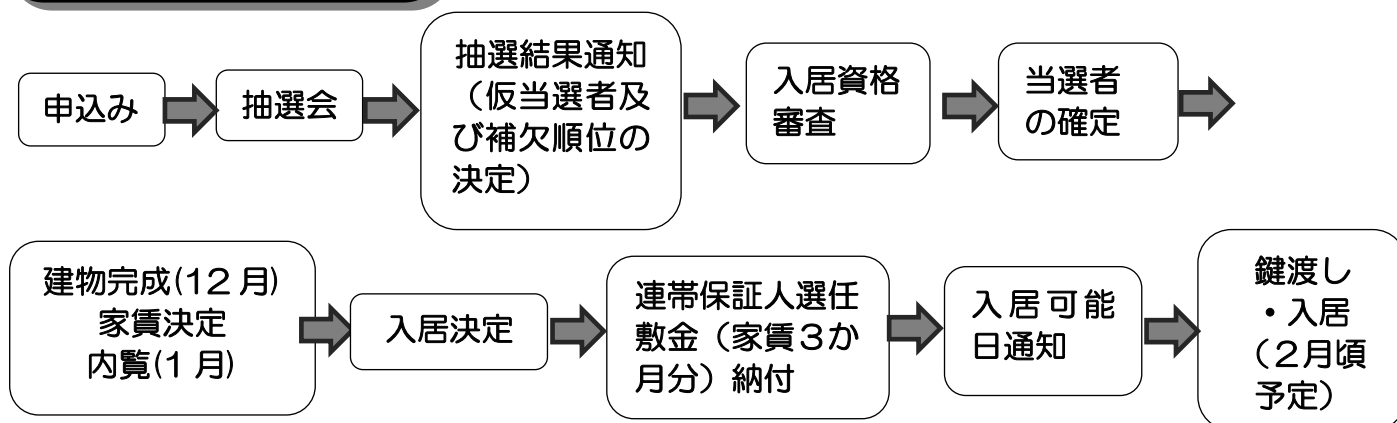 申込み
抽選会
抽選結果通知
（仮当選者及
び補欠順位の
決定）
入居資格
審査
当選者
の確定
建物完成(12月)
家賃決定
内覧(1月)
入居決定
連帯保証人選任
敷金（家賃３か
月分）納付
入居可能
日通知
鍵渡し
・入居
（２月頃
予定）